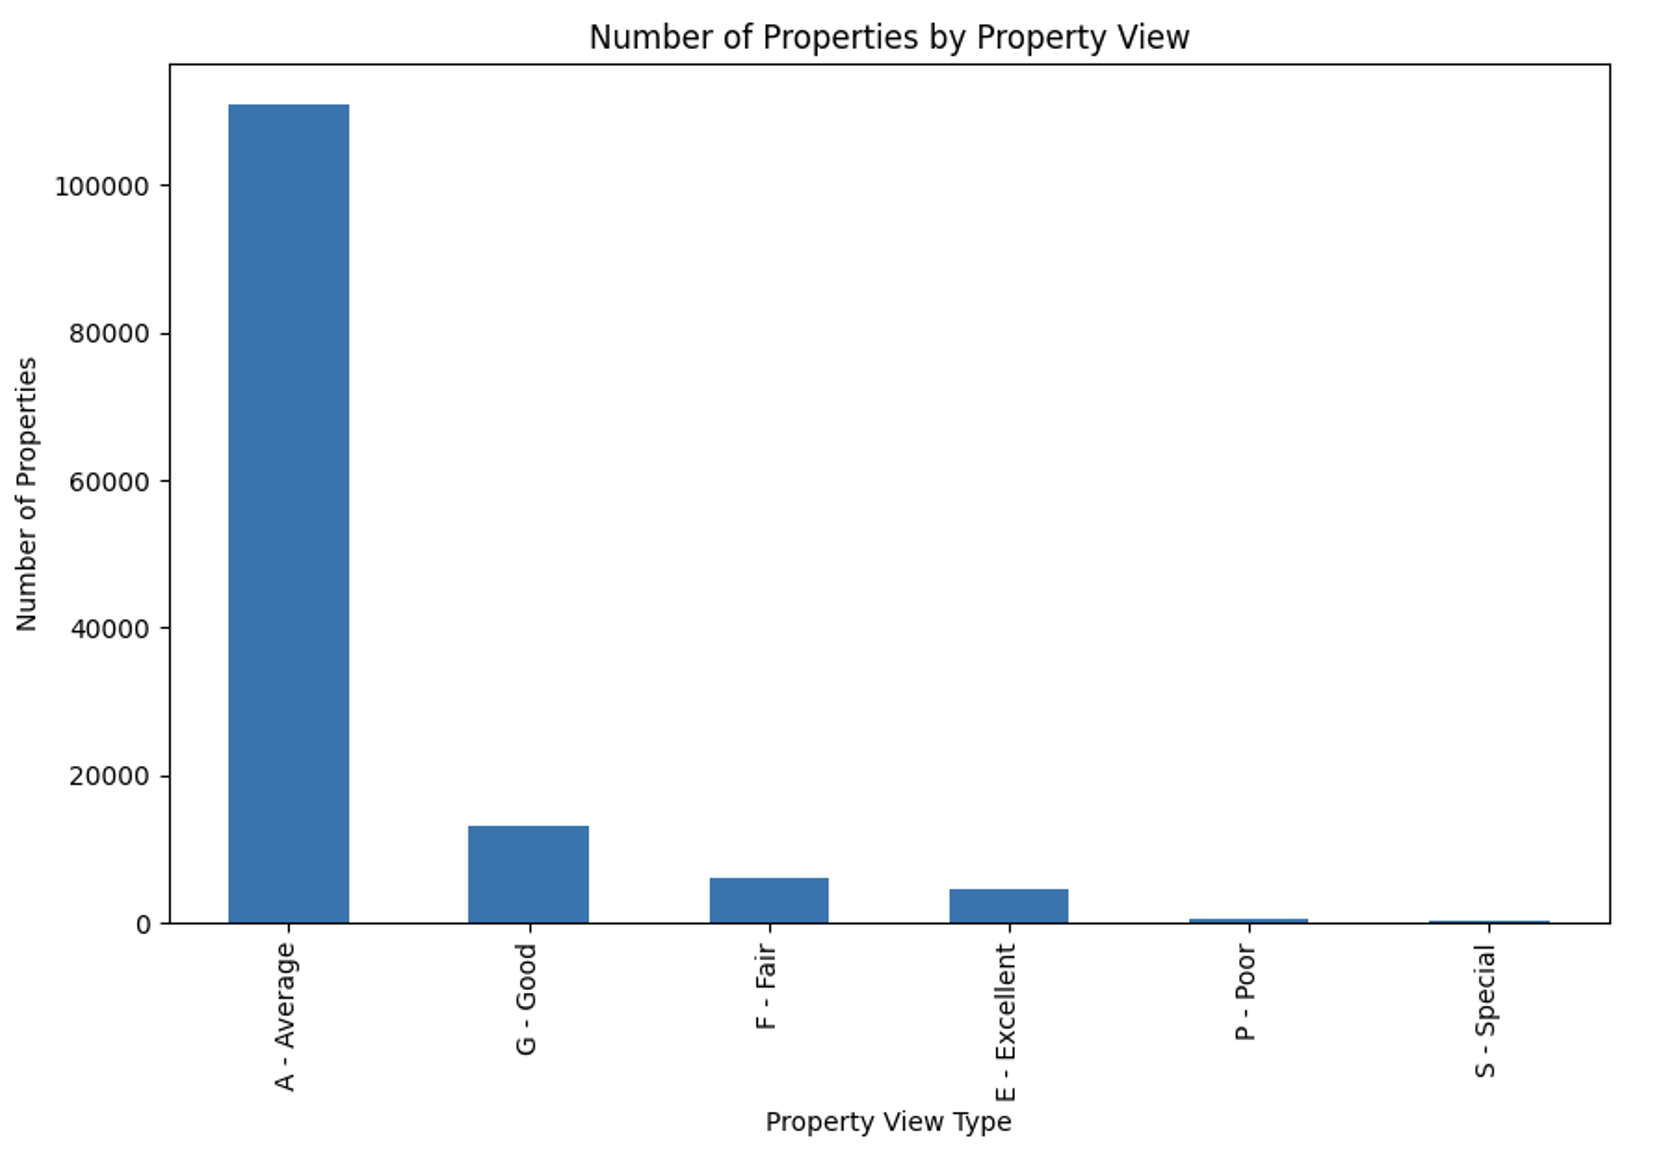 Number of Properties by Property View
Number of Properties
100000
80000
60000
40000
20000
0
A - Average
G - Good
F - Fair
E - Excellent
P - Poor
S - Special
Property View Type